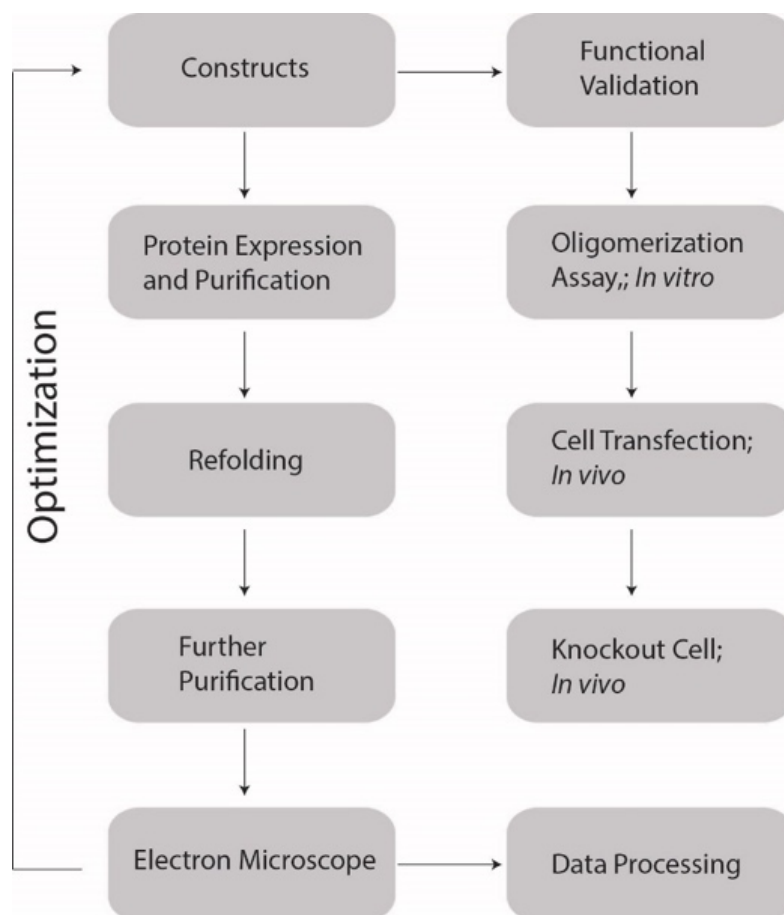 Constructs
Functional
Validation
Protein Expression
and Purification
Oligomerization
Assay,; In vitro
Optimization
Refolding
Cell Transfection;
In vivo
Further
Purification
Knockout Cell;
In vivo
Electron Microscope
Data Processing